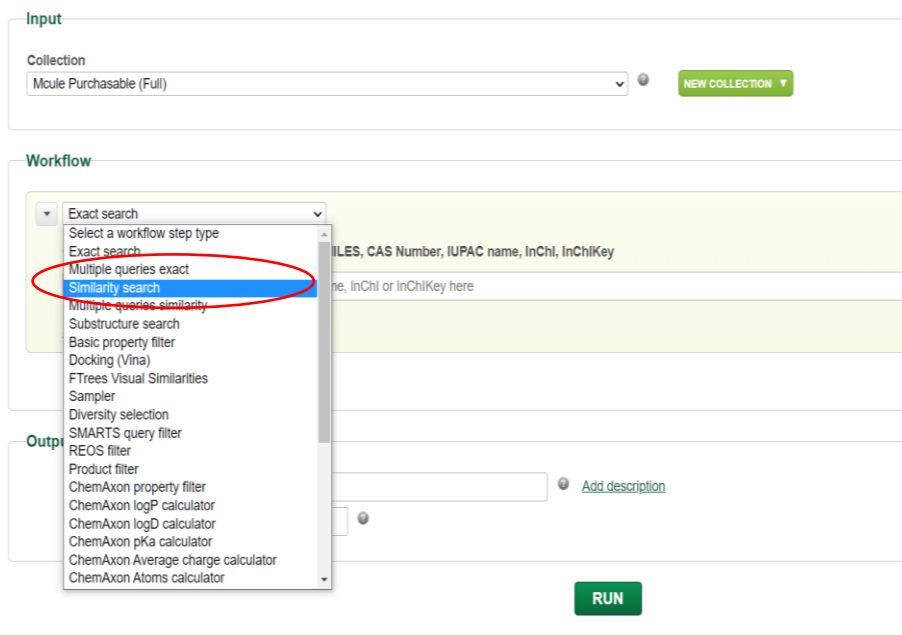 Input
Collection
Mcule Purchasable (Full)
NEW COLLECTION ▼
Workflow
Exact search
Select a workflow step type
Exact search
Multiple queries exact
Similarity search
Multiple queries similarity
Substructure search
Basic property filter
Docking (Vina)
FTrees Visual Similarities
Sampler
Diversity selection
SMARTS query filter
REOS filter
Product filter
ChemAxon property filter
ChemAxon logP calculator
ChemAxon logD calculator
ChemAxon pKa calculator
ChemAxon Average charge calculator
ChemAxon Atoms calculator
CAS Number, IUPAC name, InChI, InChIKey
InChI or InChIKey here
Add description
RUN